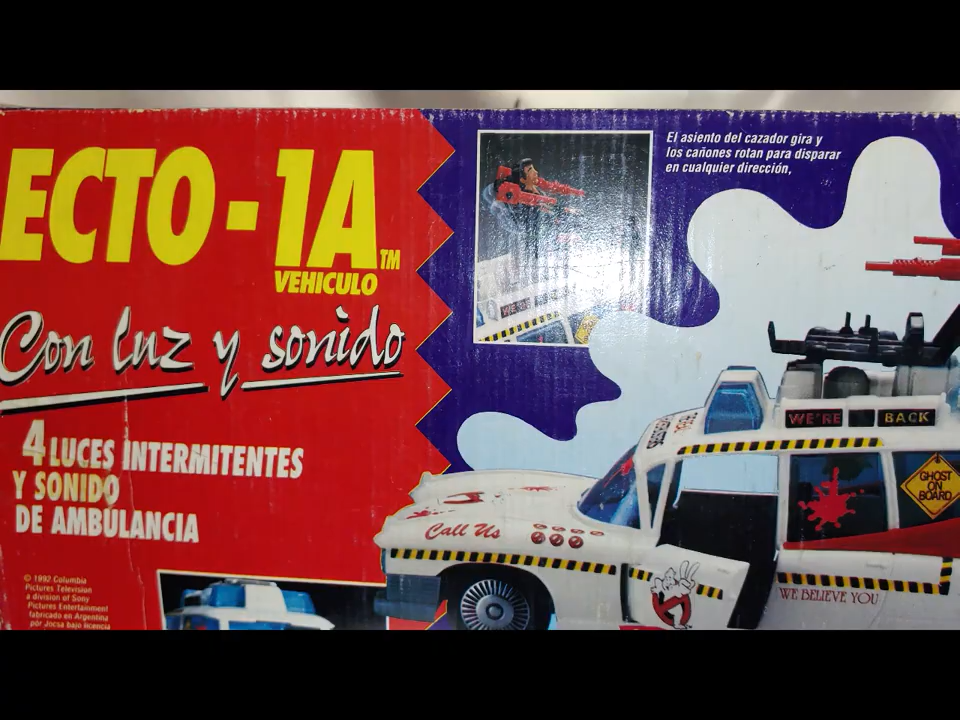 ECTO-1A™
VEHICULO
Con luz y sonido
4 LUCES INTERMITENTES
Y SONIDO
DE AMBULANCIA
© 1992 Columbia
Pictures Television
a division of Sony
Pictures Entertainment
fabricado en Argentina
por Jocsa bajo licencia
El asiento del cazador gira y
los cañones rotan para disparar
en cualquier dirección,
WE'RE BACK
GHOST
ON
BOARD
Call Us
WE BELIEVE YOU